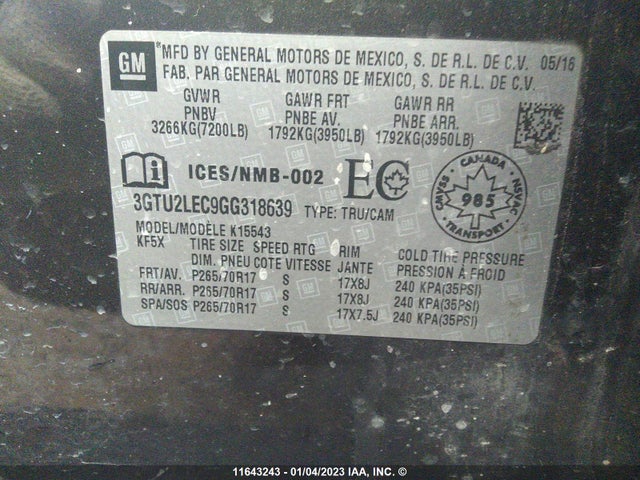 GM
MFD BY GENERAL MOTORS DE MEXICO, S. DE R.L. DE C.V. 05/16
FAB. PAR GENERAL MOTORS DE MEXICO, S. DE R.L. DE C.V.
GVWR GAWR FRT GAWR RR
PNBV PNBE AV. PNBE ARR.
3266KG(7200LB) 1792KG(3950LB) 1792KG(3950LB)
ICES/NMB-002 EC
CANADA
CMVSS 985 NSVAC
CANADA
3GTU2LEC9GG318639 TYPE: TRU/CAM
MODEL/MODÈLE K15543
KF5X TIRE SIZE SPEED RTG RIM COLD TIRE PRESSURE
DIM. PNEU COTE VITESSE JANTE PRESSION À FROID
FRT/AV. P265/70R17 S 17X8J 240 KPA(35PSI)
RR/ARR. P265/70R17 S 17X8J 240 KPA(35PSI)
SPA/SOS P265/70R17 S 17X7.5J 240 KPA(35PSI)
11643243 - 01/04/2023 IAA, INC. ©